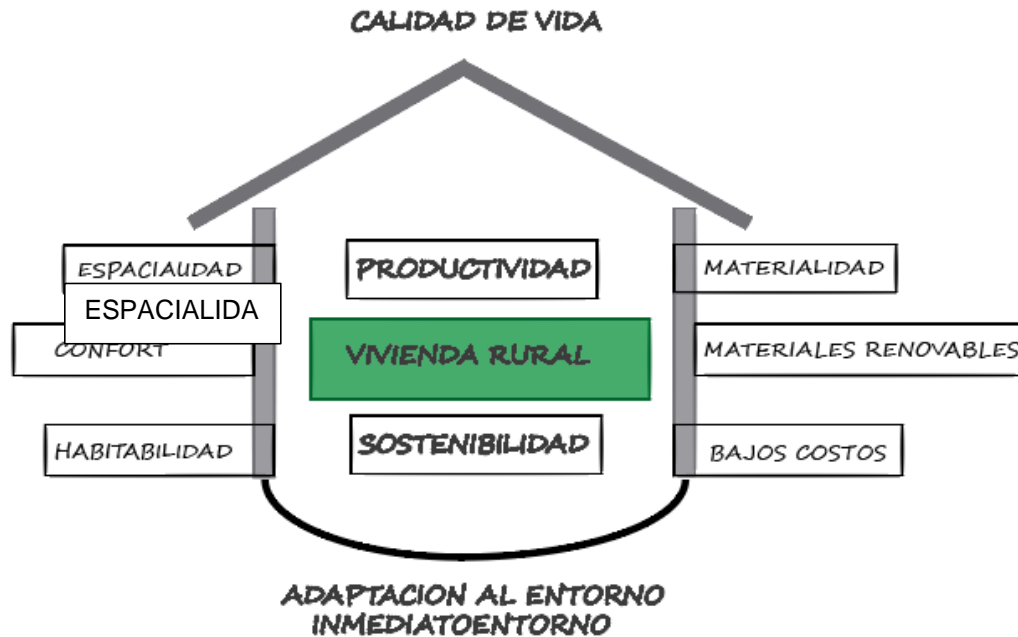 CALIDAD DE VIDA
ESPACIAUDAD
PRODUCTIVIDAD
MATERIALIDAD
ESPACIALIDA
CONFORT
VIVIENDA RURAL
MATERIALES RENOVABLES
HABITABILIDAD
SOSTENIBILIDAD
BAJOS COSTOS
ADAPTACION AL ENTORNO
INMEDIATOENTORNO